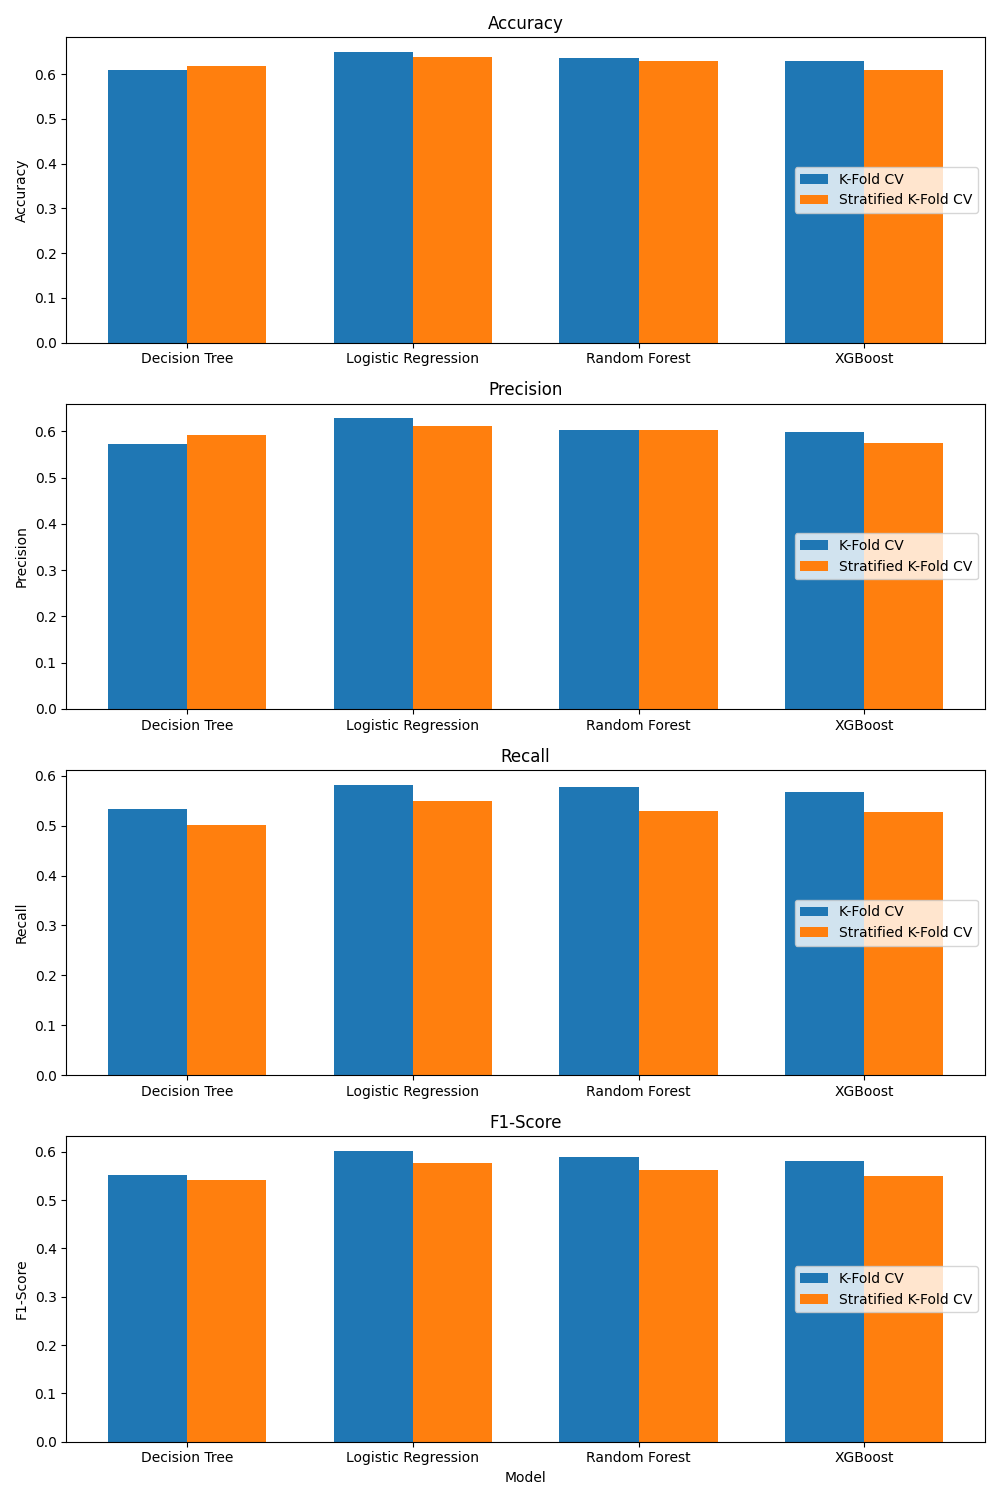 Accuracy
Accuracy
0.6
0.5
0.4
0.3
0.2
0.1
0.0
K-Fold CV
Stratified K-Fold CV
Decision Tree Logistic Regression Random Forest XGBoost
Precision
Precision
0.6
0.5
0.4
0.3
0.2
0.1
0.0
K-Fold CV
Stratified K-Fold CV
Decision Tree Logistic Regression Random Forest XGBoost
Recall
Recall
0.6
0.5
0.4
0.3
0.2
0.1
0.0
K-Fold CV
Stratified K-Fold CV
Decision Tree Logistic Regression Random Forest XGBoost
F1-Score
F1-Score
0.6
0.5
0.4
0.3
0.2
0.1
0.0
K-Fold CV
Stratified K-Fold CV
Decision Tree Logistic Regression Random Forest XGBoost
Model